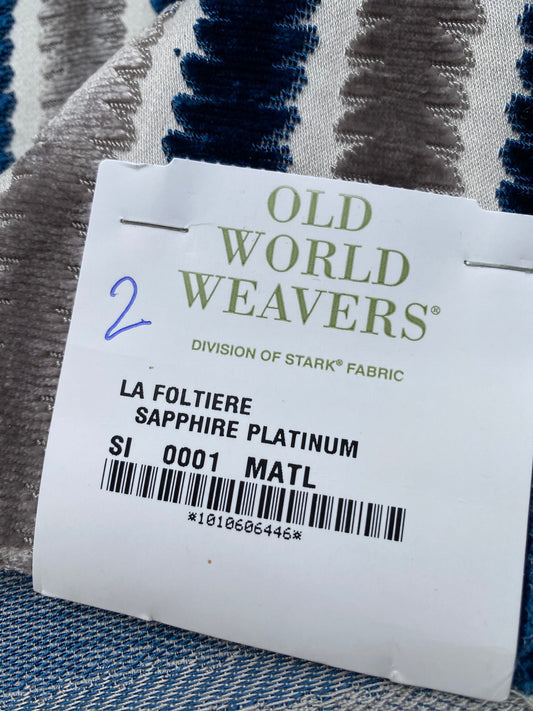 OLD
WORLD
WEAVERS®
DIVISION OF STARK® FABRIC
2
LA FOLTIERE
SAPPHIRE PLATINUM
SI 0001 MATL
*1010606446*